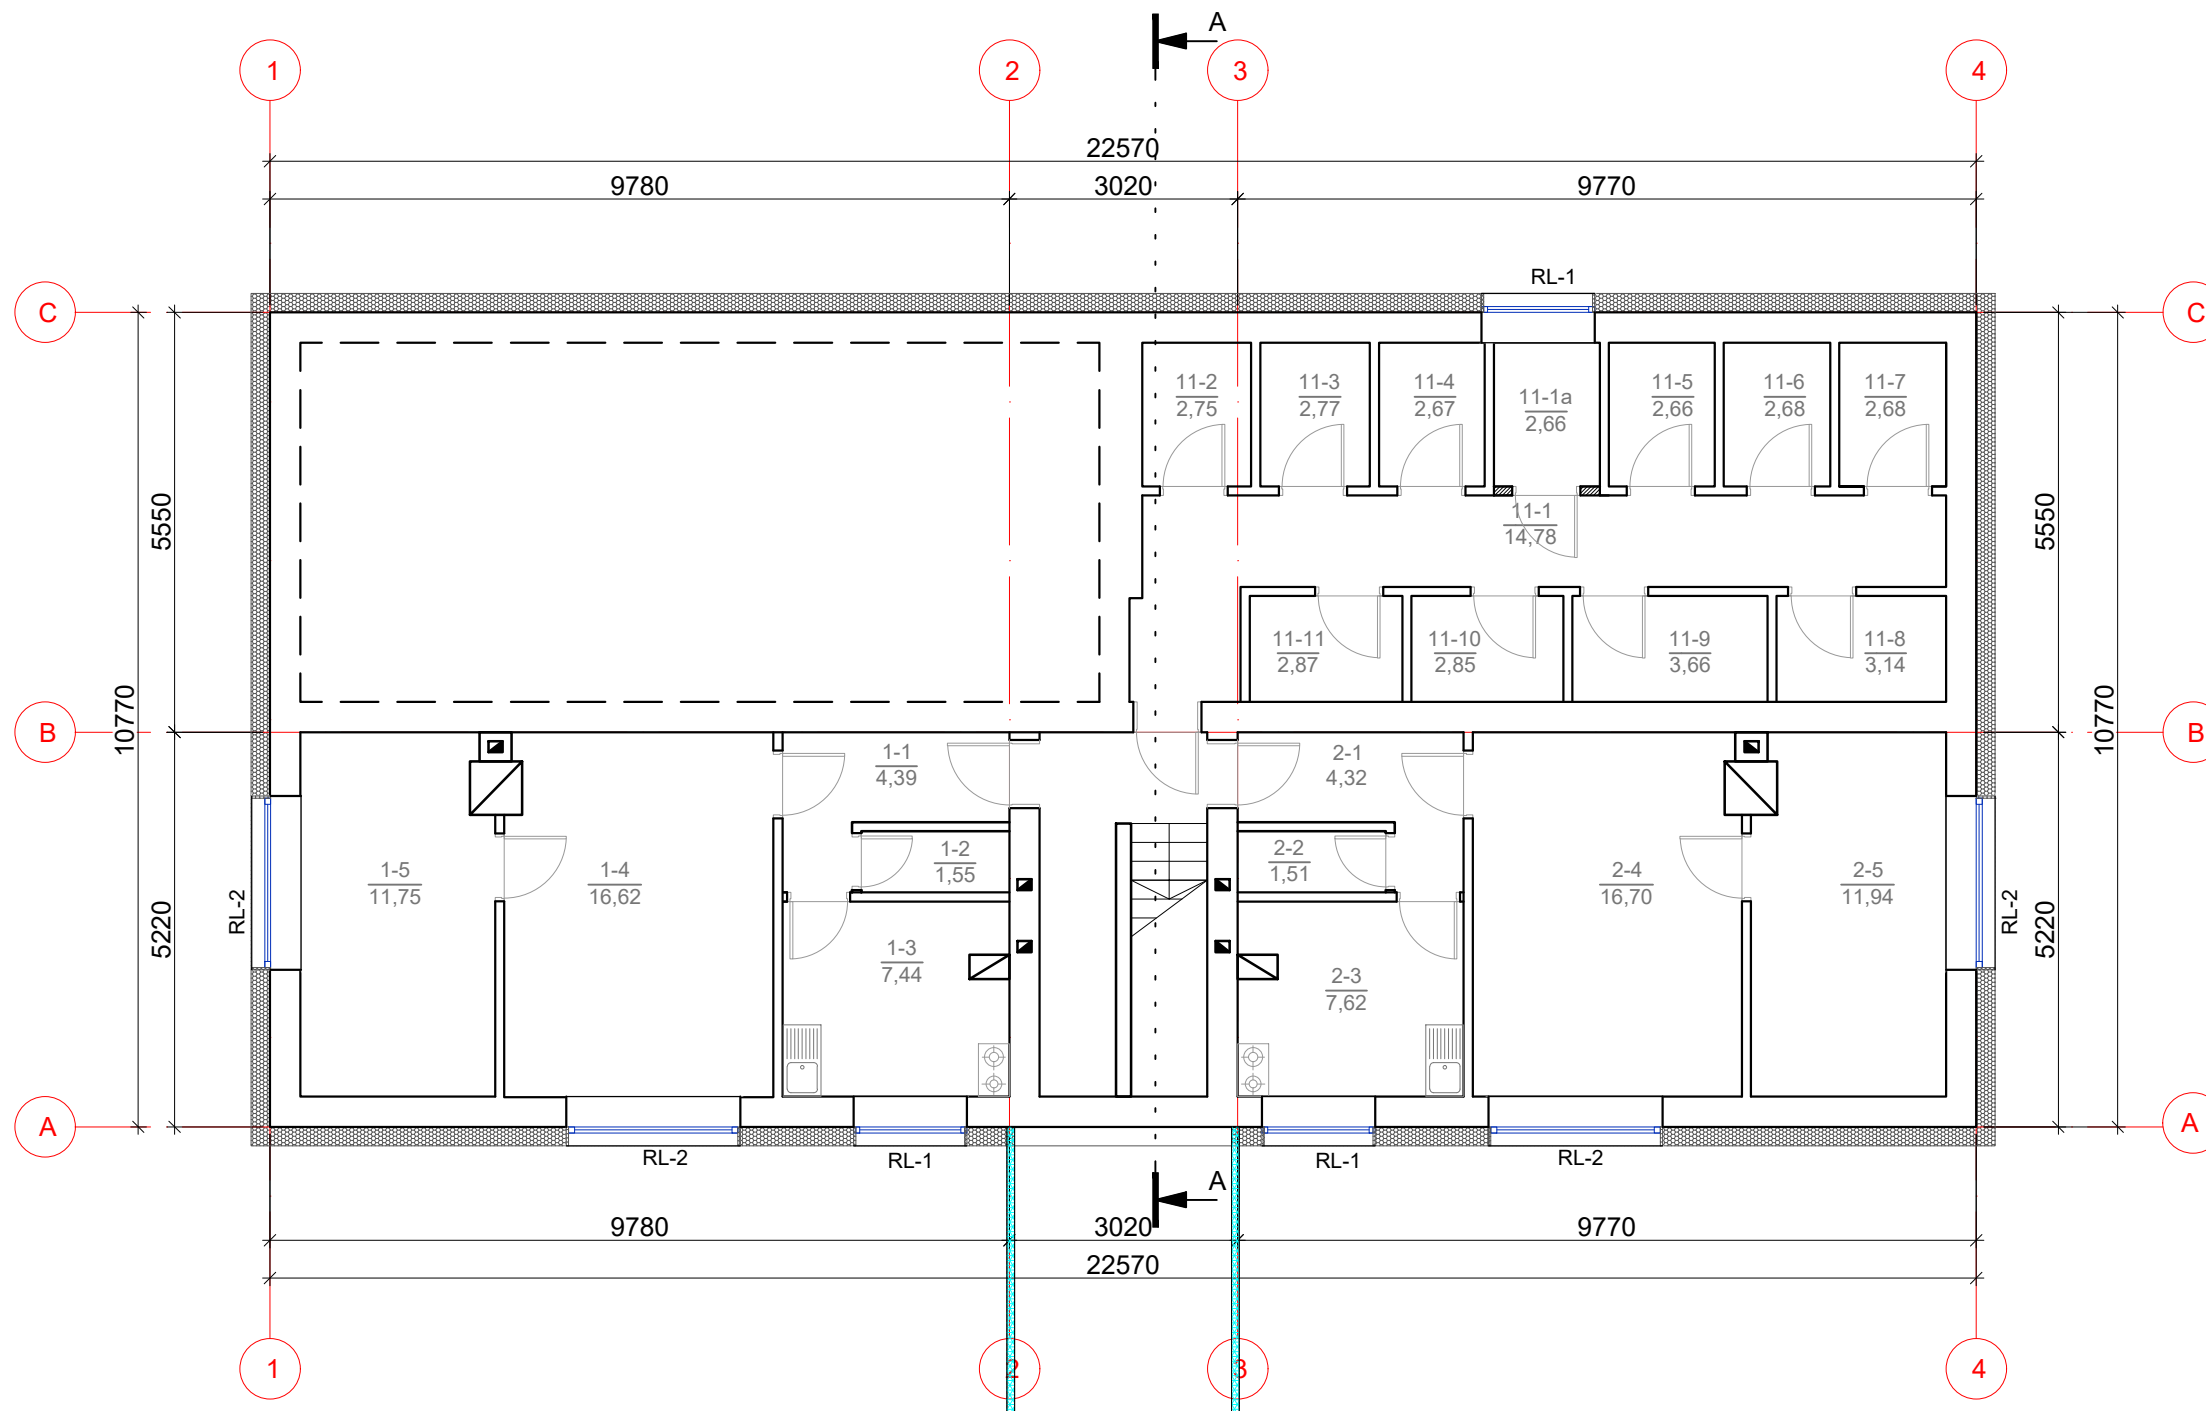 A
1 2 3 4
22570
9780 3020 9770
RL-1
C C
11-2 11-3 11-4 11-1a 11-5 11-6 11-7
2,75 2,77 2,67 2,66 2,66 2,68 2,68
5550 5550
11-1
14,78
11-11 11-10 11-9 11-8
2,87 2,85 3,66 3,14
10770 10770
B B
1-1 2-1
4,39 4,32
1-5 1-4 1-2 2-2 2-4 2-5
11,75 16,62 1,55 1,51 16,70 11,94
RL-2 RL-2
5220 5220
1-3 2-3
7,44 7,62
A A
RL-2 RL-1 RL-1 RL-2
A
9780 3020 9770
22570
1 2 3 4